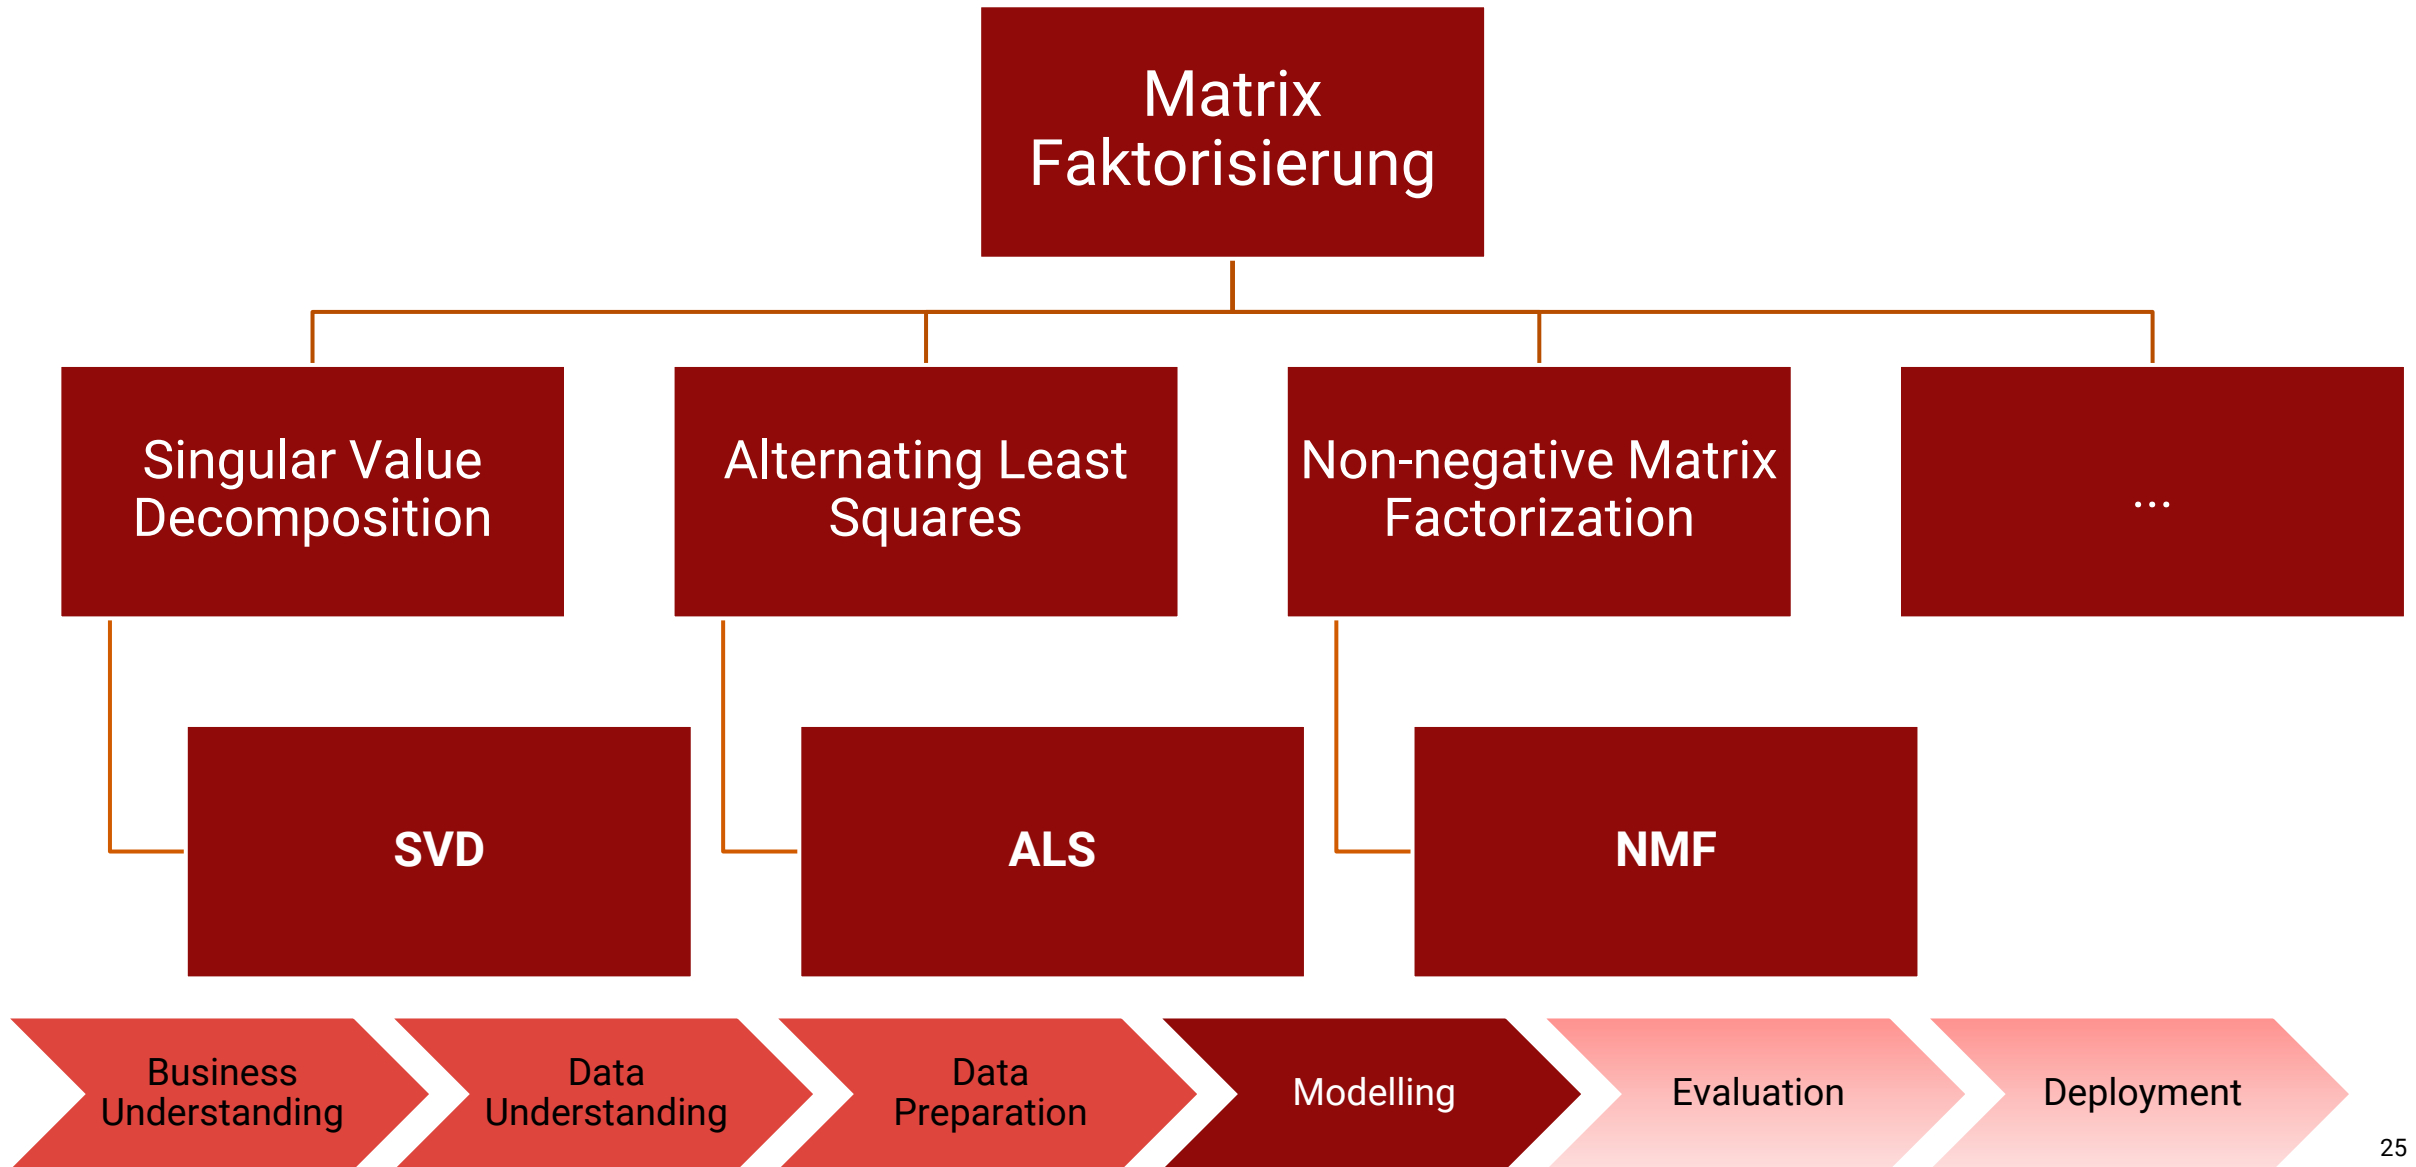 Matrix
Faktorisierung
Singular Value
Decomposition
Alternating Least
Squares
Non-negative Matrix
Factorization
...
SVD
ALS
NMF
Business
Understanding
Data
Understanding
Data
Preparation
Modelling
Evaluation
Deployment
25